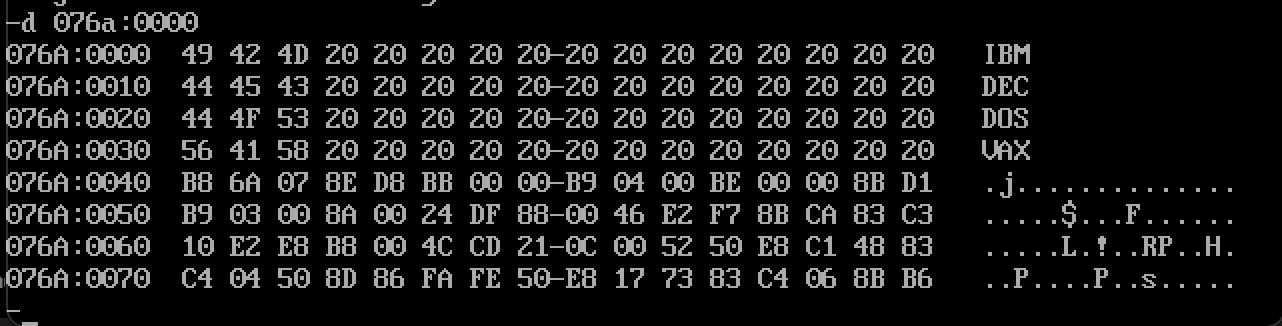 -d 076a:0000
076A:0000  49 42 4D 20 20 20 20 20-20 20 20 20 20 20 20 20   IBM
076A:0010  44 45 43 20 20 20 20 20-20 20 20 20 20 20 20 20   DEC
076A:0020  44 4F 53 20 20 20 20 20-20 20 20 20 20 20 20 20   DOS
076A:0030  56 41 58 20 20 20 20 20-20 20 20 20 20 20 20 20   VAX
076A:0040  B8 6A 07 8E D8 BB 00 00-B9 04 00 BE 00 00 8B D1   .j..............
076A:0050  B9 03 00 8A 00 24 DF 88-00 46 E2 F7 8B CA 83 C3   .....$...F......
076A:0060  10 E2 E8 B8 00 4C CD 21-0C 00 52 50 E8 C1 48 83   .....L.!..RP..H.
076A:0070  C4 04 50 8D 86 FA FE 50-E8 17 73 83 C4 06 8B B6   ..P....P..s.....
-